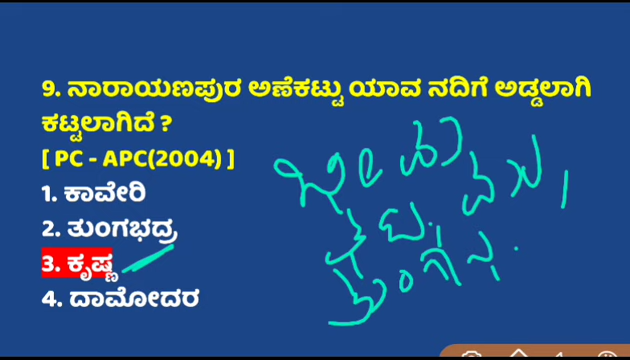 9. ನಾರಾಯಣಪುರ ಅಣೆಕಟ್ಟು ಯಾವ ನದಿಗೆ ಅಡ್ಡಲಾಗಿ
ಕಟ್ಟಲಾಗಿದೆ ?
[ PC - APC(2004) ]
1. ಕಾವೇರಿ
2. ತುಂಗಭದ್ರ
3. ಕೃಷ್ಣ
4. ದಾಮೋದರ